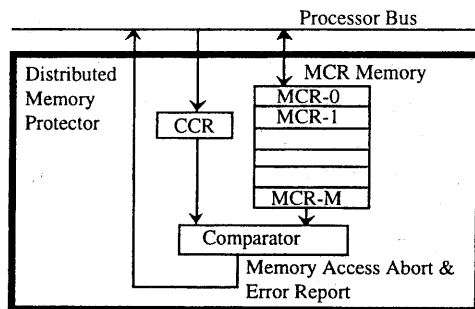 Processor Bus
Distributed
Memory
Protector
MCR Memory
MCR-0
MCR-1
CCR
MCR-M
Comparator
Memory Access Abort &
Error Report